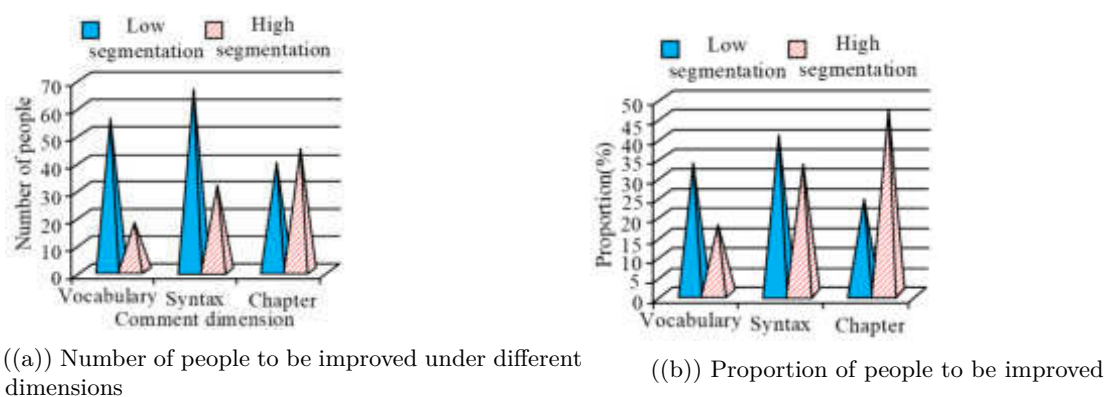 Low segmentation
High segmentation
Number of people
70
60
50
40
30
20
10
0
Vocabulary Syntax Chapter
Comment dimension
((a)) Number of people to be improved under different
dimensions
Low segmentation
High segmentation
Proportion(%)
50
45
40
35
30
25
20
15
10
5
0
Vocabulary Syntax Chapter
((b)) Proportion of people to be improved